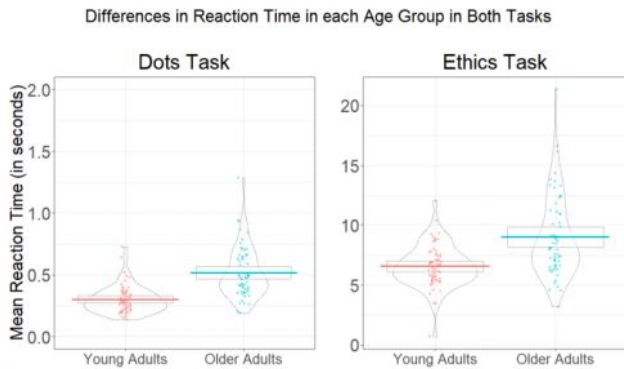 Differences in Reaction Time in each Age Group in Both Tasks
Dots Task
Ethics Task
Mean Reaction Time (in seconds)
2.0
1.5
1.0
0.5
0.0
20
15
10
5
0
Young Adults
Older Adults
Young Adults
Older Adults